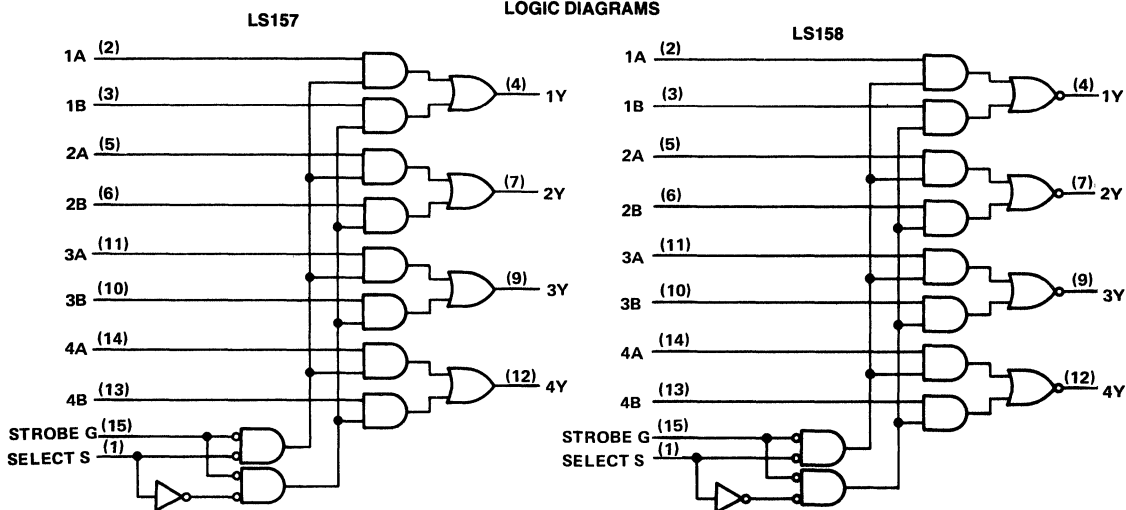 LOGIC DIAGRAMS
LS157
1A (2)
1B (3)
2A (5)
2B (6)
3A (11)
3B (10)
4A (14)
4B (13)
STROBE G (15)
SELECT S (1)
(4) 1Y
(7) 2Y
(9) 3Y
(12) 4Y
LS158
1A (2)
1B (3)
2A (5)
2B (6)
3A (11)
3B (10)
4A (14)
4B (13)
STROBE G (15)
SELECT S (1)
(4) 1Y
(7) 2Y
(9) 3Y
(12) 4Y